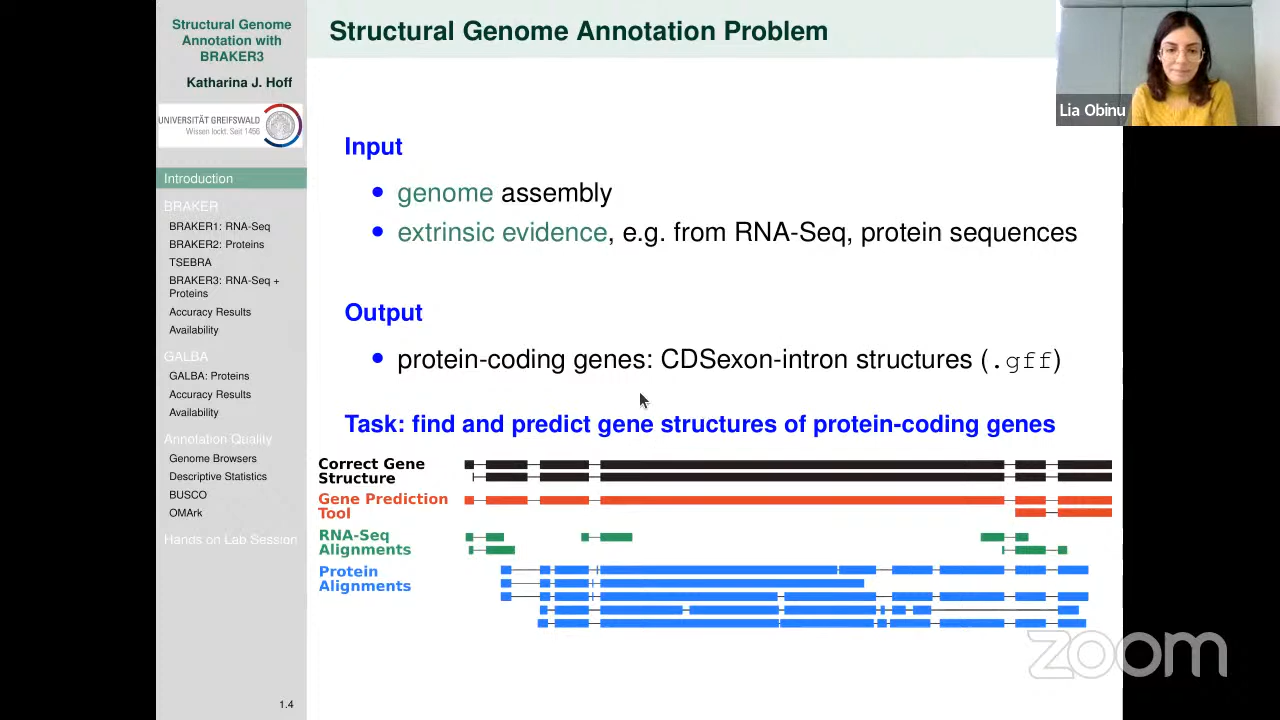 Structural Genome
Annotation with
BRAKER3
Katharina J. Hoff
UNIVERSITÄT GREIFSWALD
Wissen lockt. Seit 1456
Introduction
BRAKER
BRAKER1: RNA-Seq
BRAKER2: Proteins
TSEBRA
BRAKER3: RNA-Seq +
Proteins
Accuracy Results
Availability
GALBA
GALBA: Proteins
Accuracy Results
Availability
Annotation Quality
Genome Browsers
Descriptive Statistics
BUSCO
OMArk
Hands on Lab Session
1.4
Structural Genome Annotation Problem
Input
• genome assembly
• extrinsic evidence, e.g. from RNA-Seq, protein sequences
Output
• protein-coding genes: CDSexon-intron structures (.gff)
Task: find and predict gene structures of protein-coding genes
Correct Gene
Structure
Gene Prediction
Tool
RNA-Seq
Alignments
Protein
Alignments
Lia Obinu
zoom